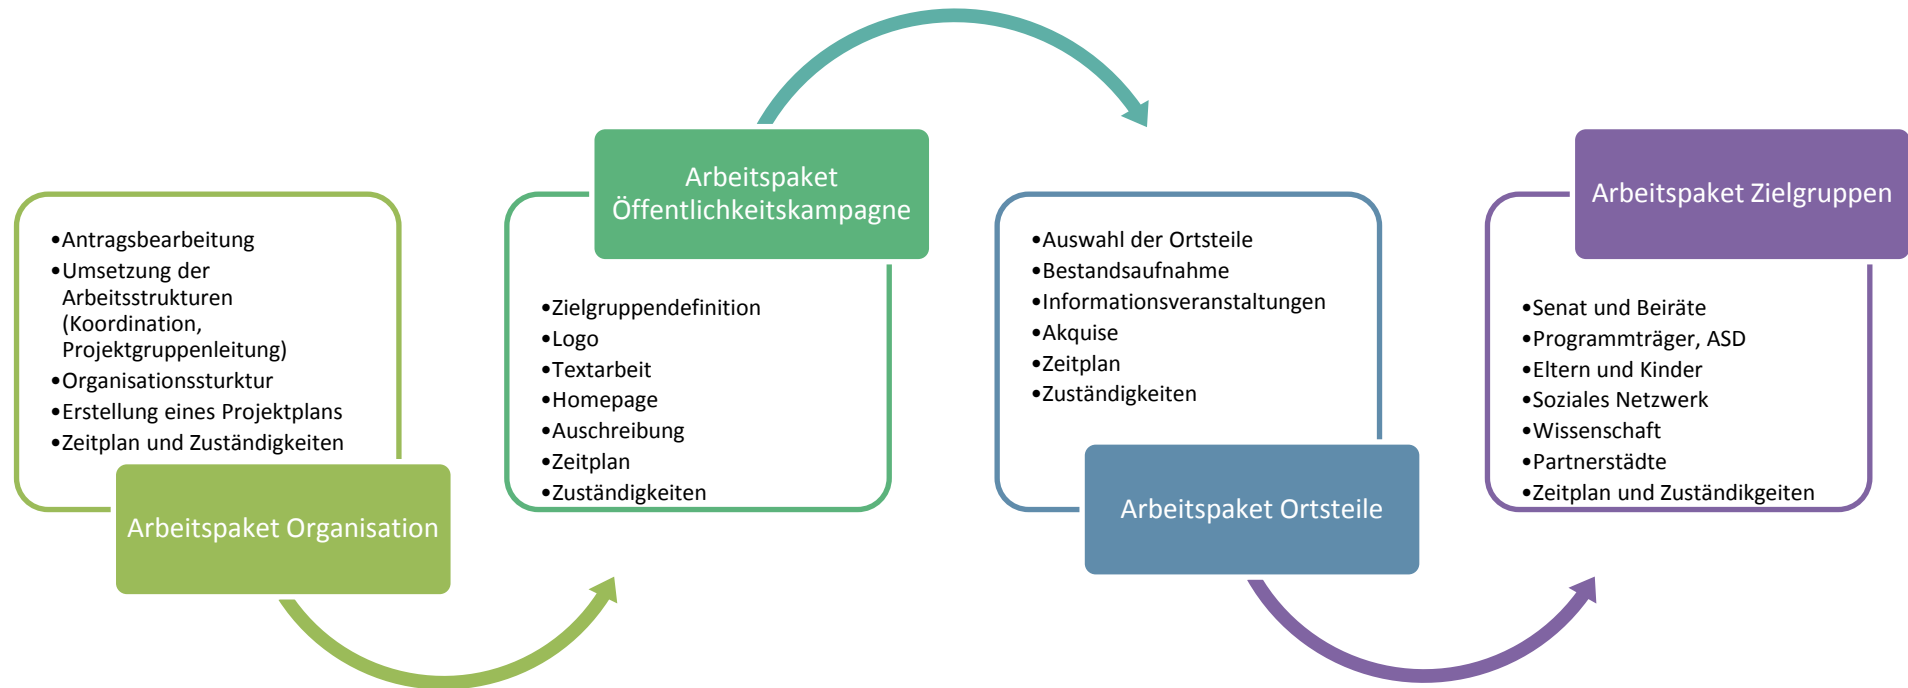 •Antragsbearbeitung
•Umsetzung der
Arbeitsstrukturen
(Koordination,
Projektgruppenleitung)
•Organisationssturktur
•Erstellung eines Projektplans
•Zeitplan und Zuständigkeiten
Arbeitspaket Organisation
Arbeitspaket
Öffentlichkeitskampagne
•Zielgruppendefinition
•Logo
•Textarbeit
•Homepage
•Auschreibung
•Zeitplan
•Zuständigkeiten
•Auswahl der Ortsteile
•Bestandsaufnahme
•Informationsveranstaltungen
•Akquise
•Zeitplan
•Zuständigkeiten
Arbeitspaket Ortsteile
Arbeitspaket Zielgruppen
•Senat und Beiräte
•Programmträger, ASD
•Eltern und Kinder
•Soziales Netzwerk
•Wissenschaft
•Partnerstädte
•Zeitplan und Zuständikgeiten